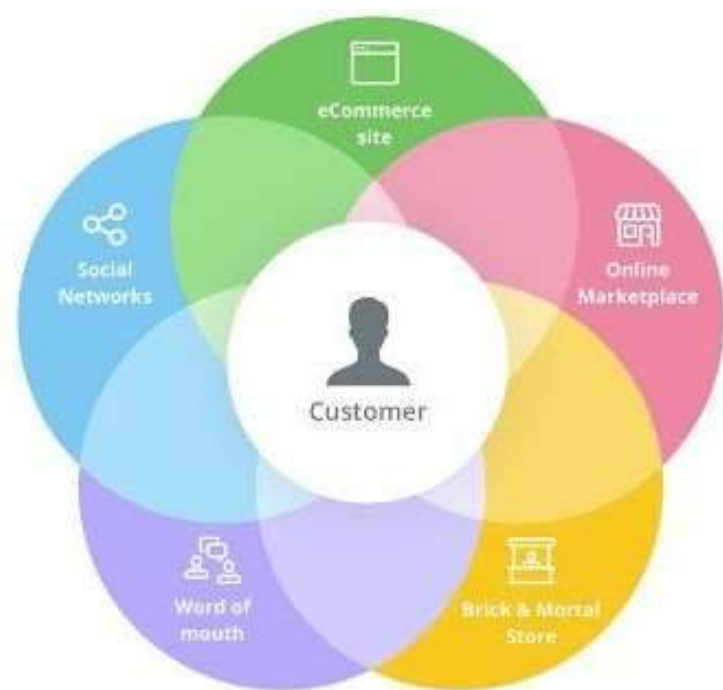 eCommerce
site
Online
Marketplace
Brick & Mortal
Store
Word of
mouth
Social
Networks
Customer